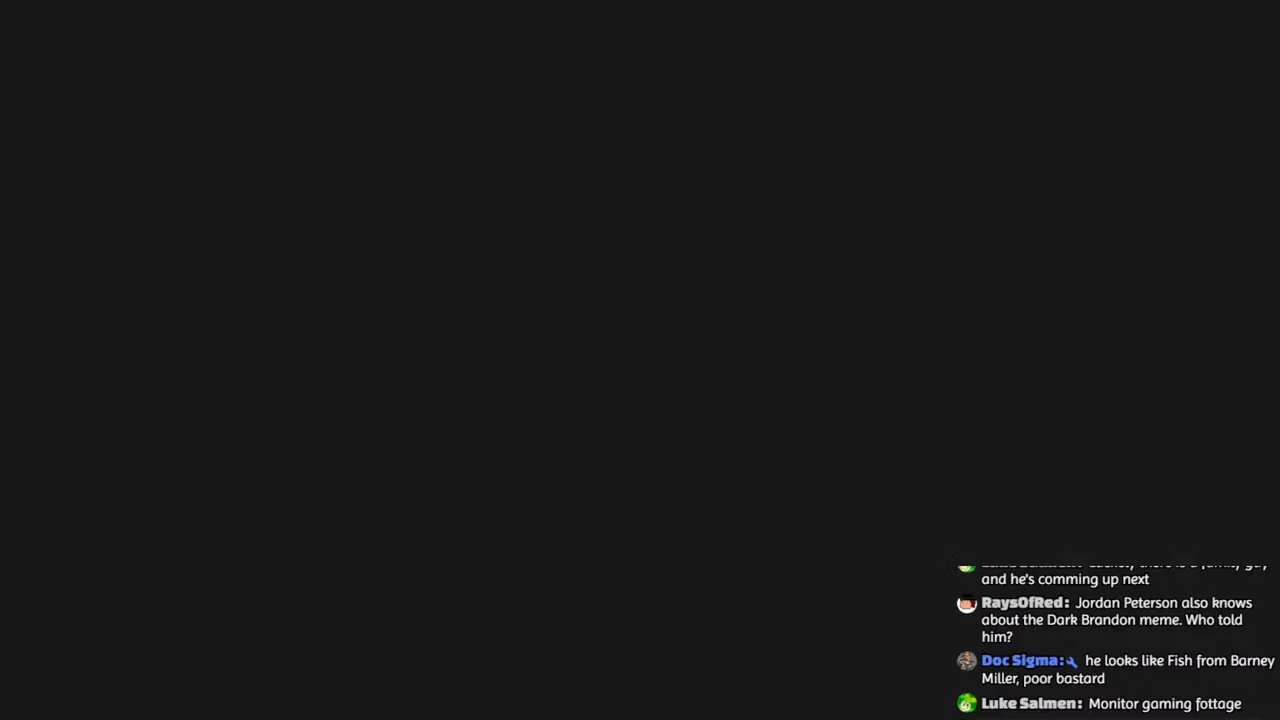 and he's comming up next
RaysOfRed: Jordan Peterson also knows
about the Dark Brandon meme. Who told
him?
Doc Sigma: he looks like Fish from Barney
Miller, poor bastard
Luke Salmen: Monitor gaming fottage